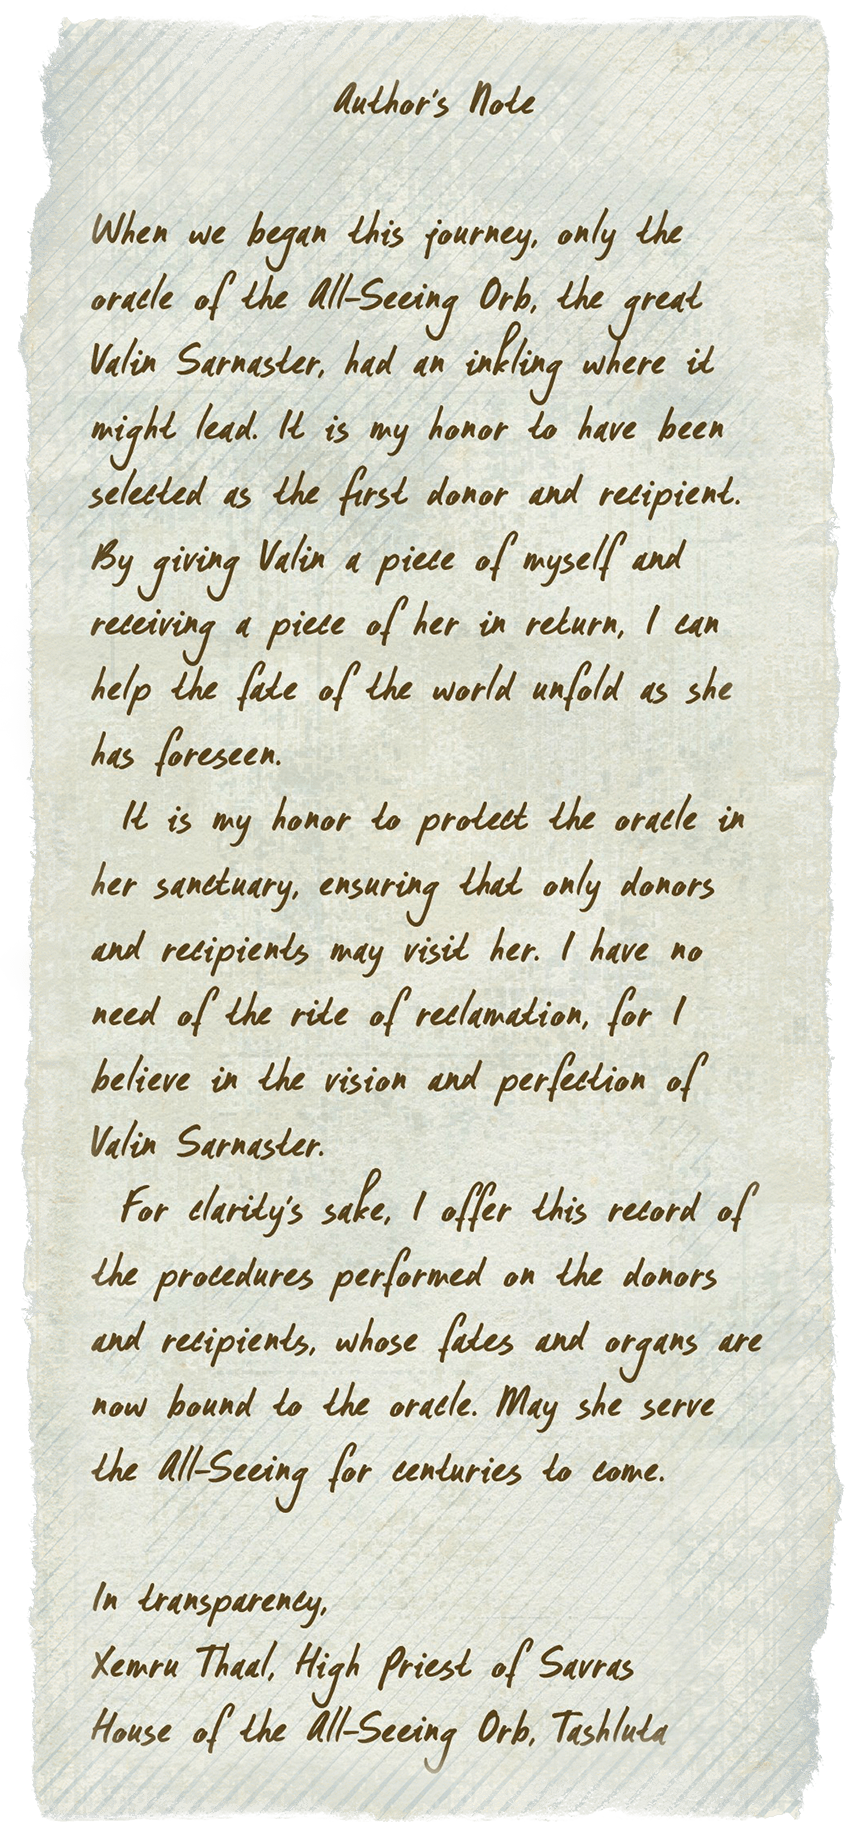 Author's Note
When we began this journey, only the
oracle of the All-Seeing Orb, the great
Valin Sarnaster, had an inkling where it
might lead. It is my honor to have been
selected as the first donor and recipient.
By giving Valin a piece of myself and
receiving a piece of her in return, I can
help the fate of the world unfold as she
has foreseen.
It is my honor to protect the oracle in
her sanctuary, ensuring that only donors
and recipients may visit her. I have no
need of the rite of reclamation, for I
believe in the vision and perfection of
Valin Sarnaster.
For clarity's sake, I offer this record of
the procedures performed on the donors
and recipients, whose fates and organs are
now bound to the oracle. May she serve
the All-Seeing for centuries to come.
In transparency,
Xemru Thaal, High Priest of Savras
House of the All-Seeing Orb, Tashluta